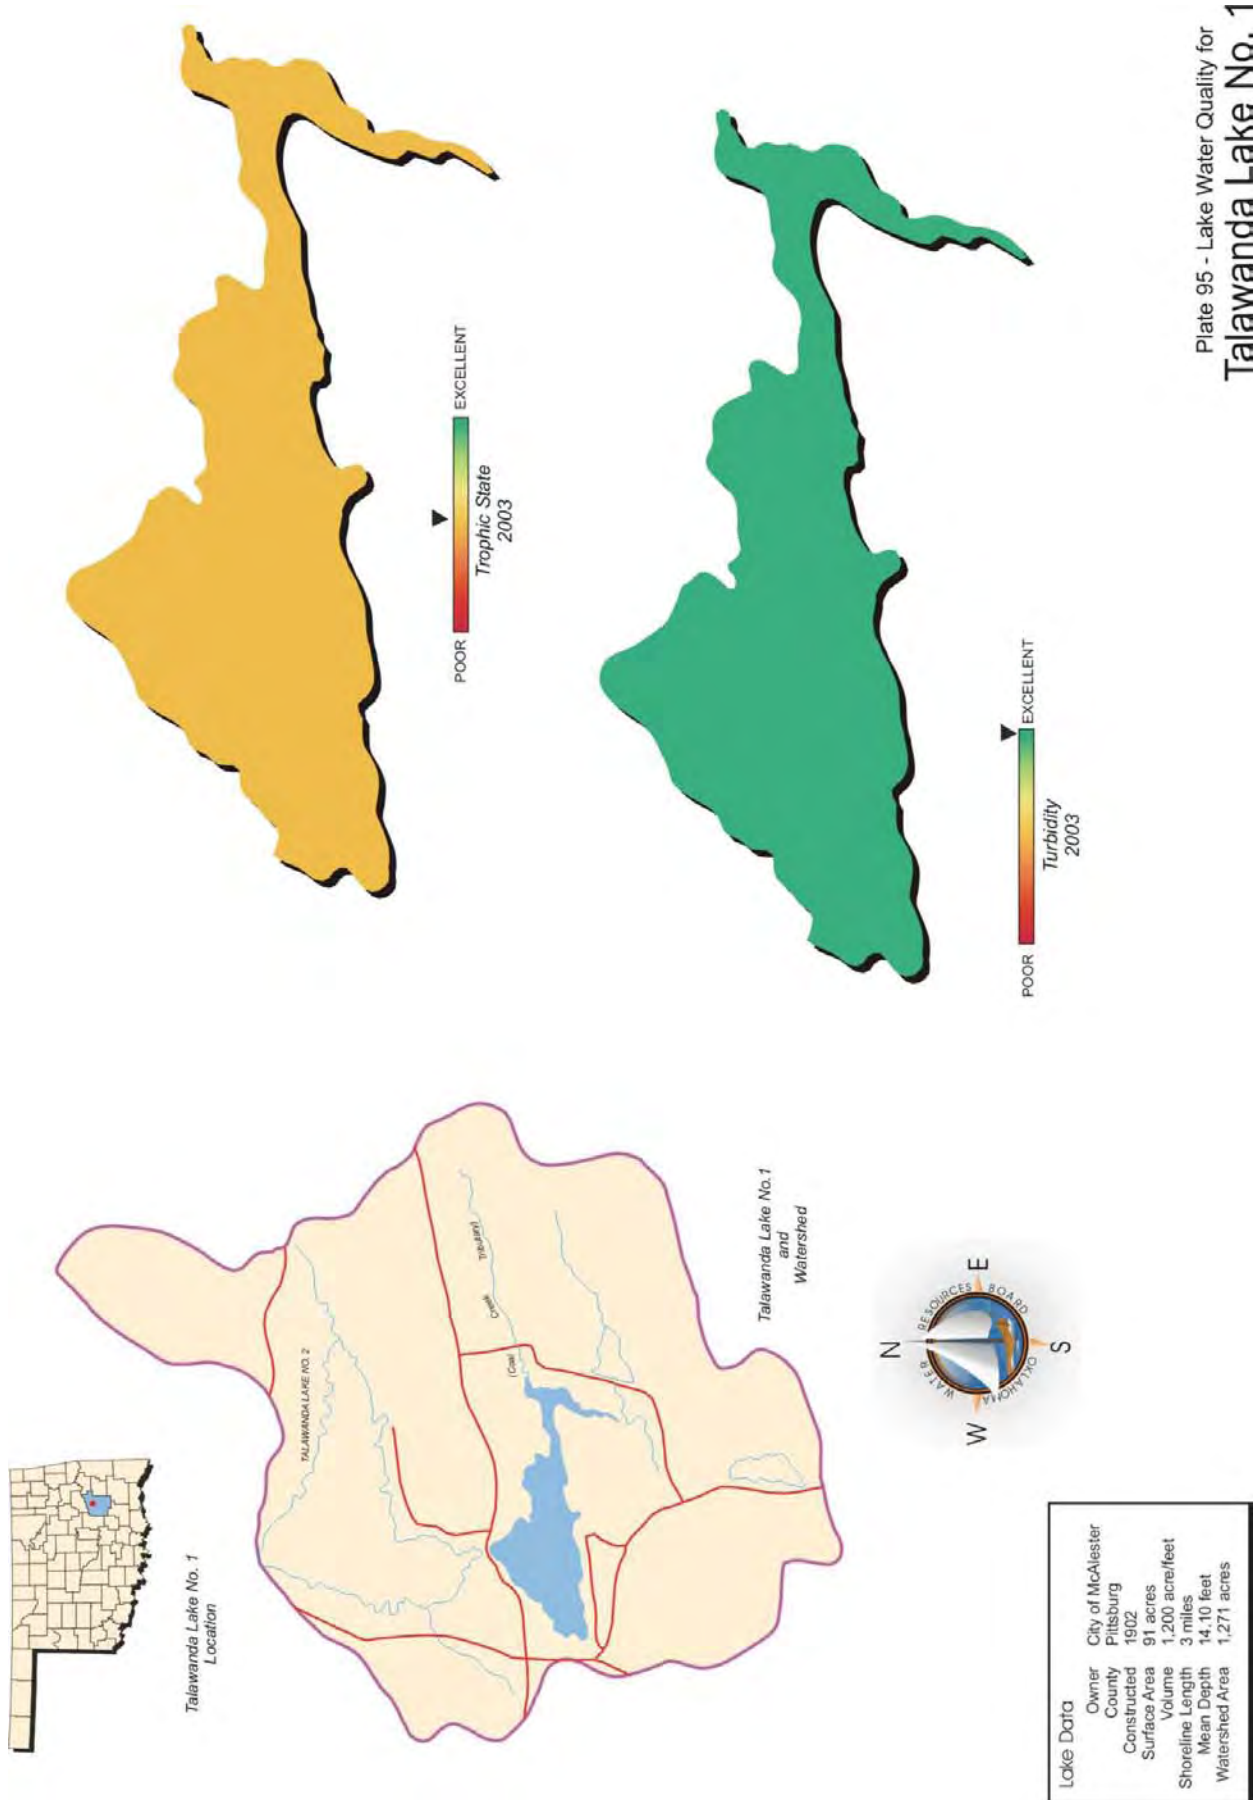 Plate 95 - Lake Water Quality for
Talawanda Lake No. 1
Talawanda Lake No. 1
Location
TALAWANDA LAKE NO. 2
(Coal Creek Tributary)
Talawanda Lake No.1
and
Watershed
POOR EXCELLENT
Trophic State
2003
POOR EXCELLENT
Turbidity
2003
Lake Data
Owner City of McAlester
County Pittsburg
Constructed 1902
Surface Area 91 acres
Volume 1,200 acre/feet
Shoreline Length 3 miles
Mean Depth 14.10 feet
Watershed Area 1,271 acres
N
W E
S
OKLAHOMA WATER RESOURCES BOARD